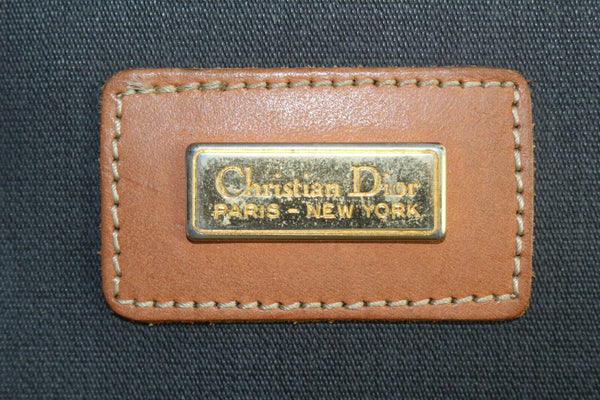 Christian Dior
PARIS - NEW YORK